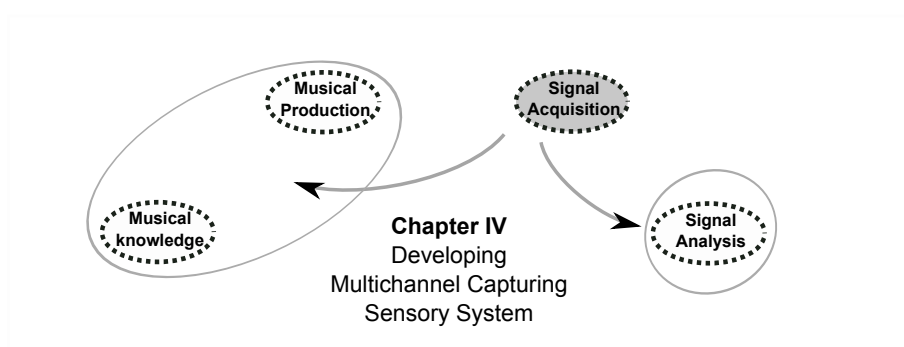 Musical
Production
Signal
Acquisition
Musical
knowledge
Chapter IV
Developing
Multichannel Capturing
Sensory System
Signal
Analysis